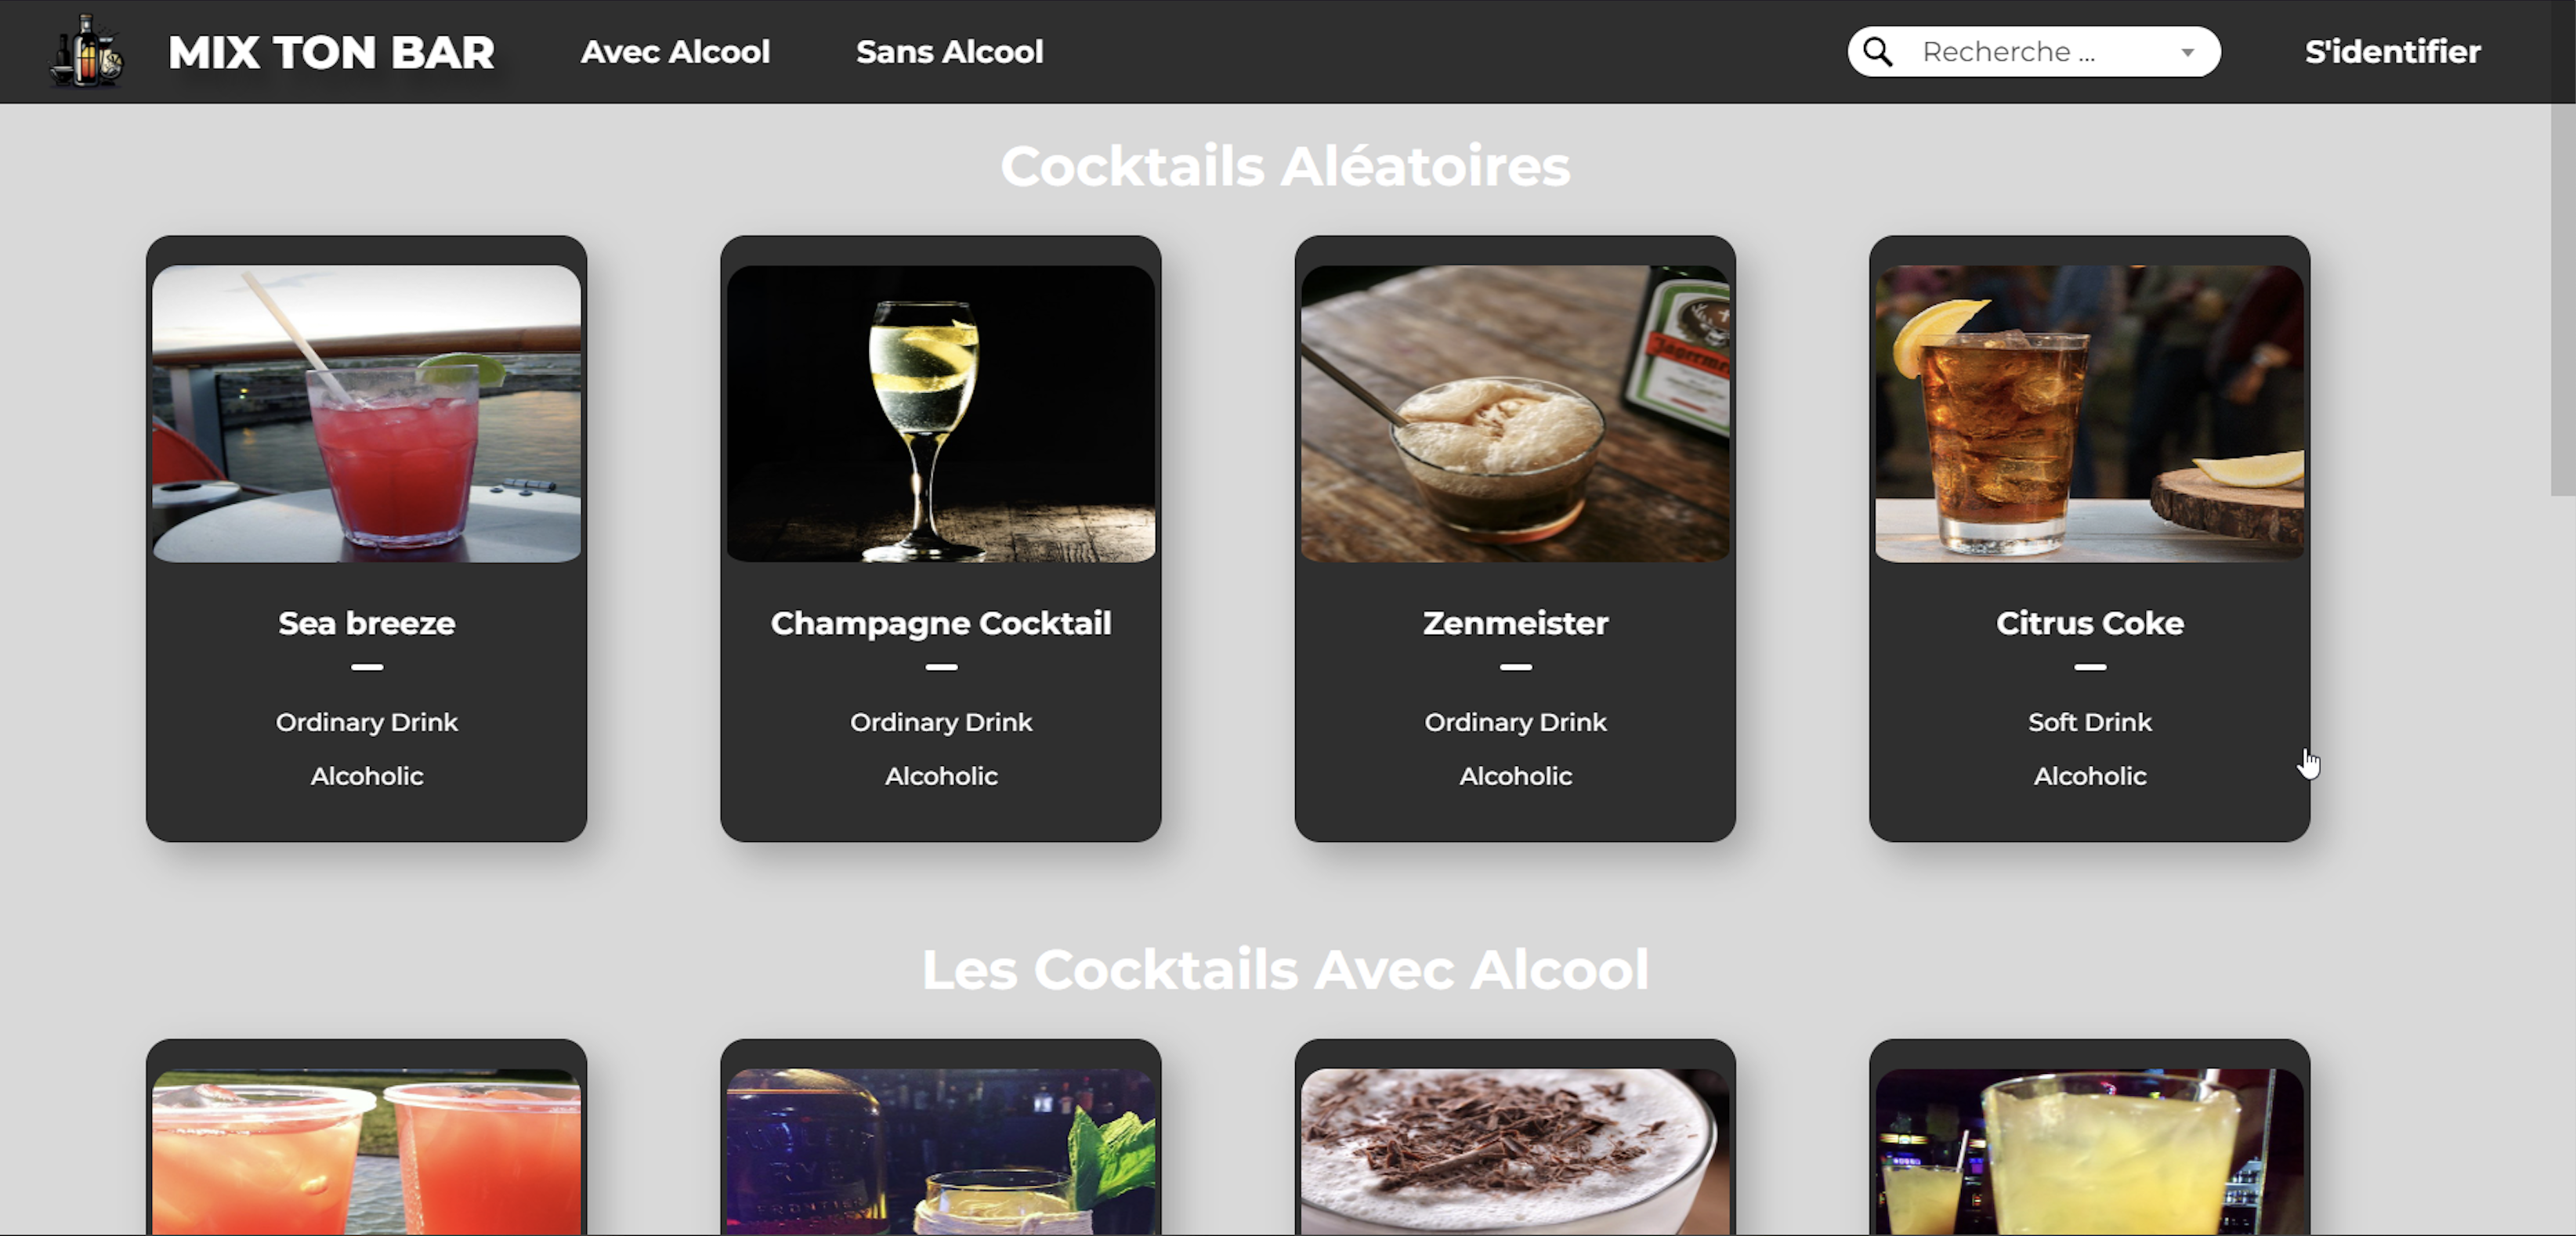 MIX TON BAR
Avec Alcool
Sans Alcool
Recherche ...
S'identifier
Cocktails Aléatoires
Sea breeze
Ordinary Drink
Alcoholic
Champagne Cocktail
Ordinary Drink
Alcoholic
Zenmeister
Ordinary Drink
Alcoholic
Citrus Coke
Soft Drink
Alcoholic
Les Cocktails Avec Alcool